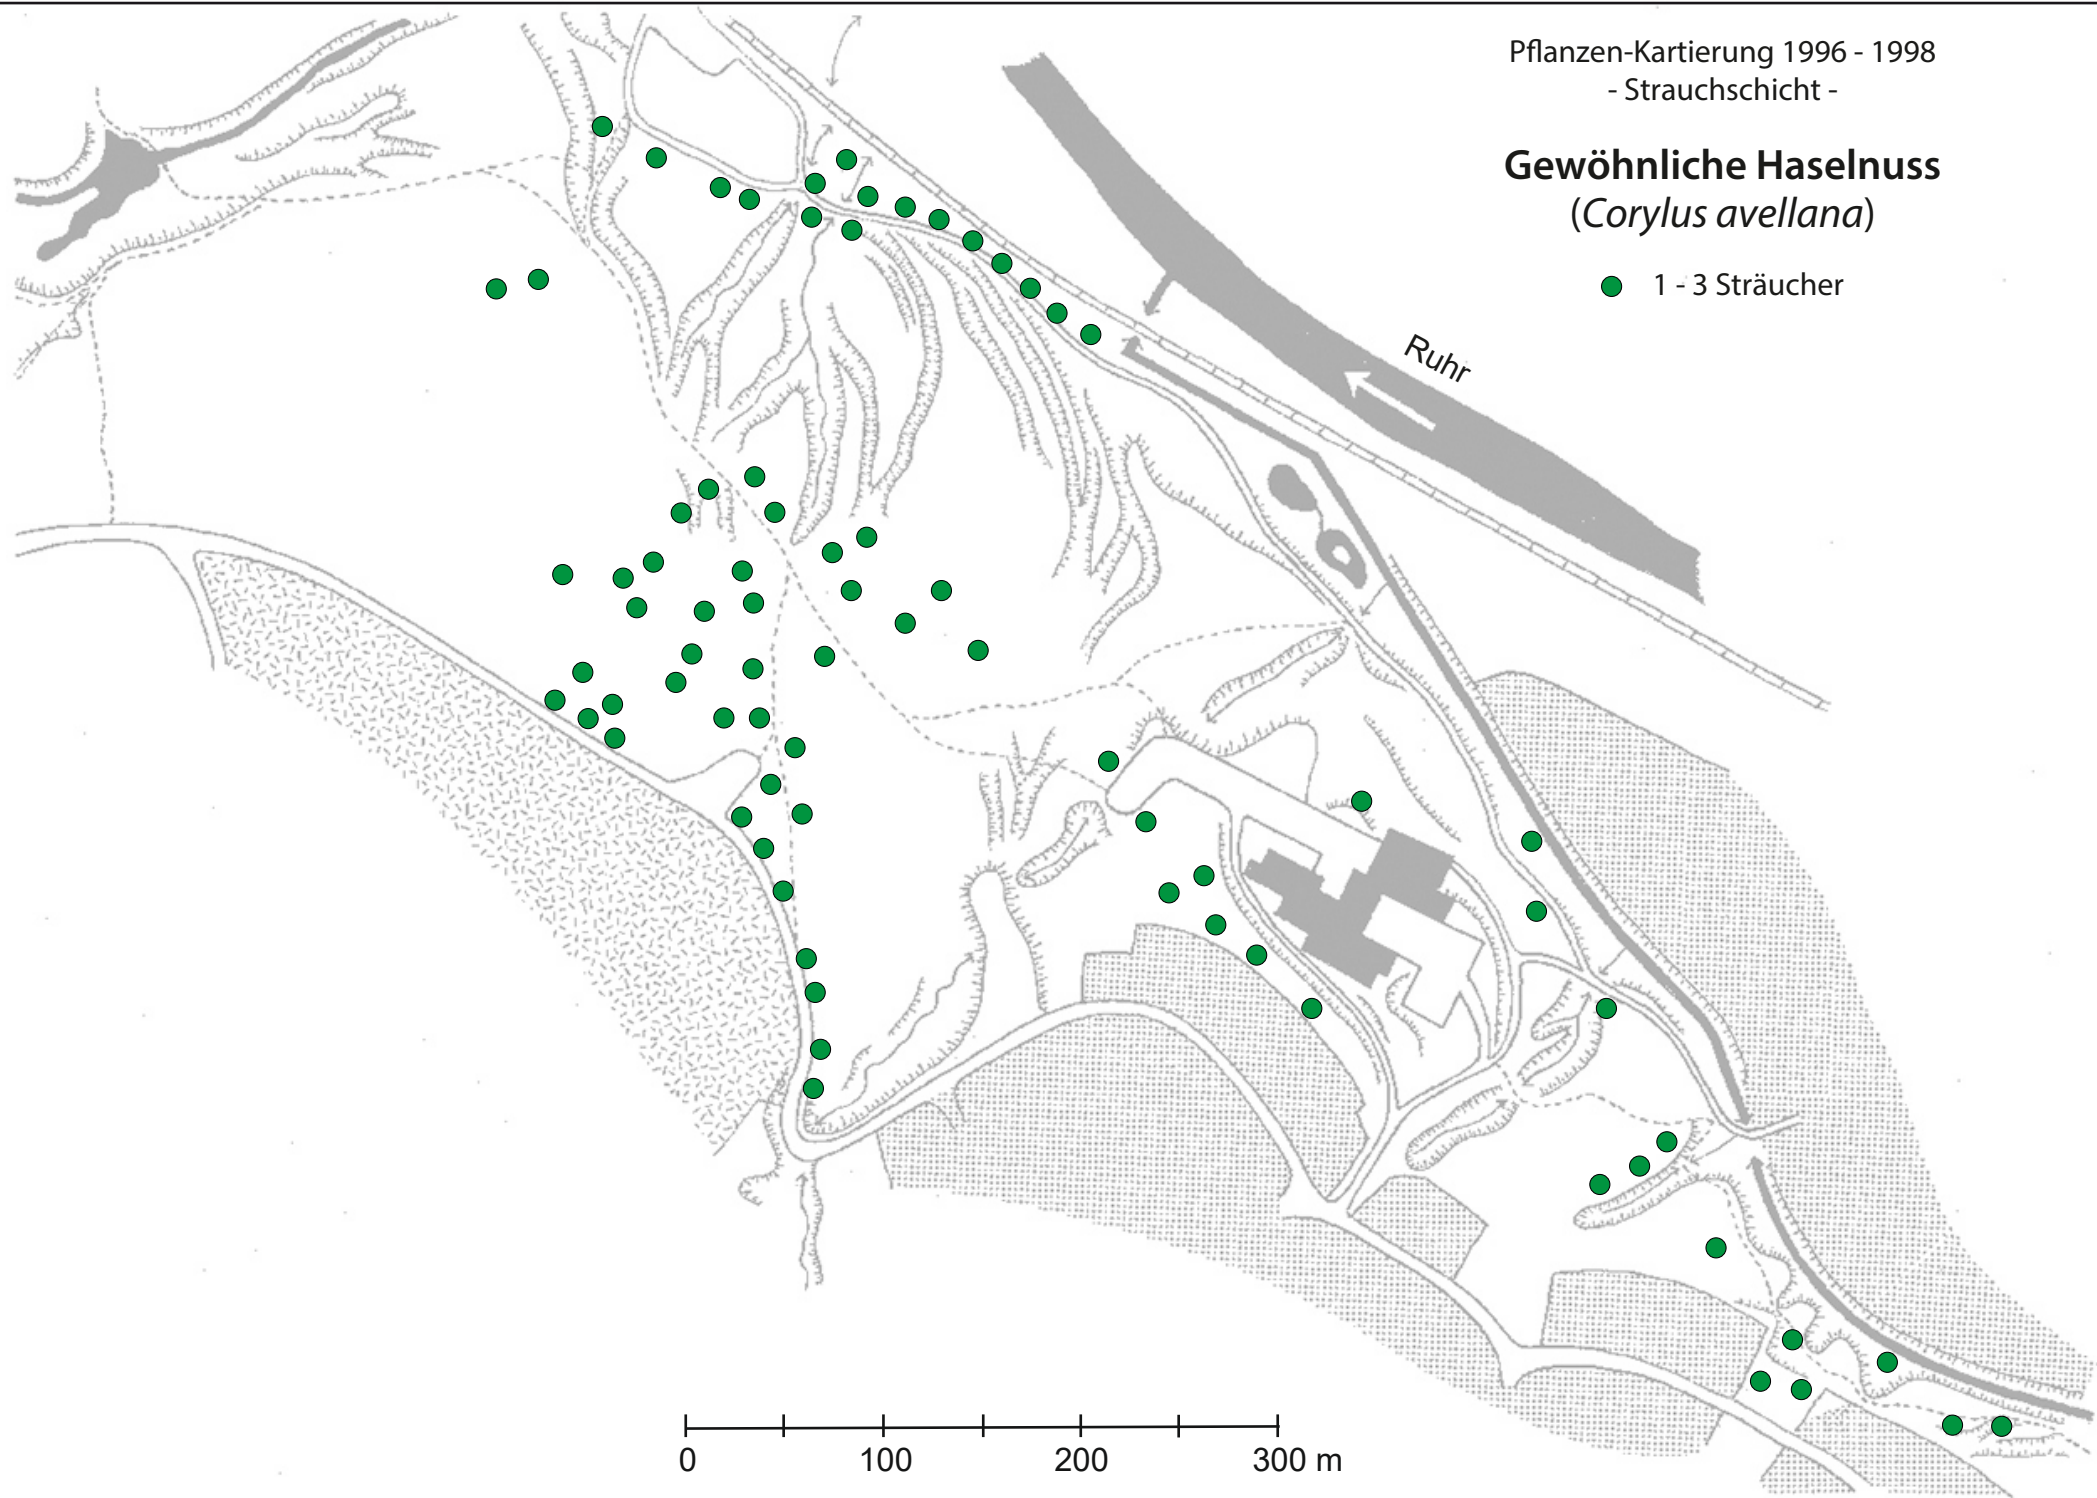 Pflanzen-Kartierung 1996 - 1998
- Strauchschicht -
Gewöhnliche Haselnuss
(Corylus avellana)
1 - 3 Sträucher
Ruhr
0 100 200 300 m